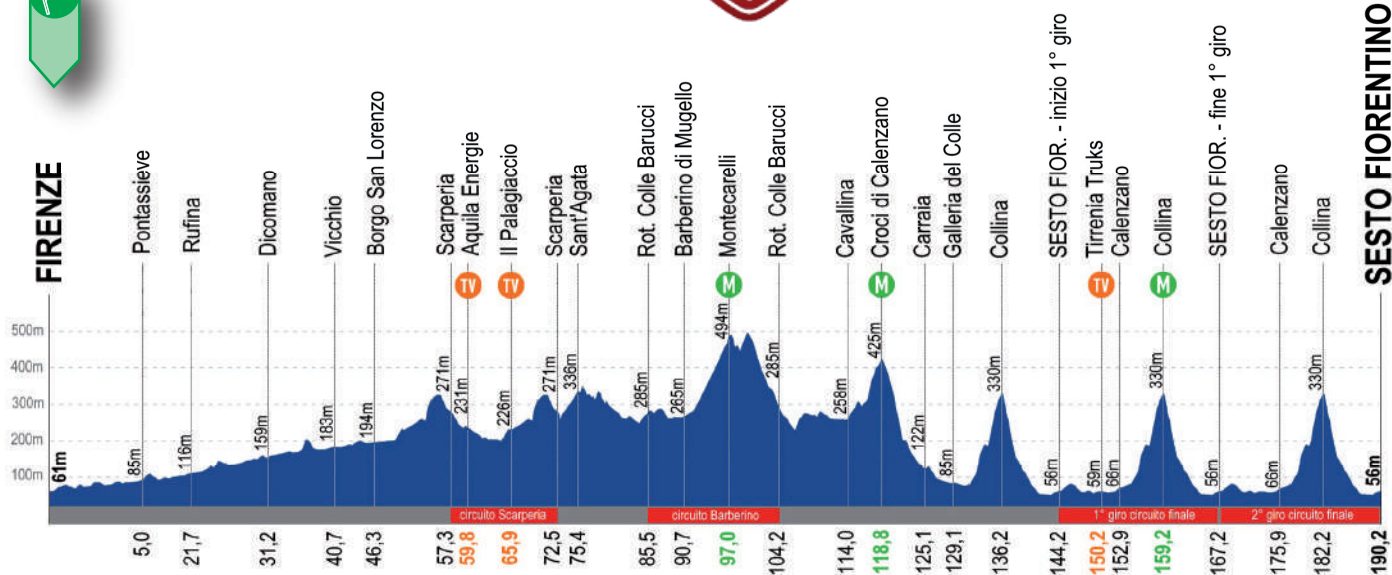 FIRENZE
Pontassieve
Rufina
Dicomano
Vicchio
Borgo San Lorenzo
Scarperia
Aquila Energie
Il Palagiaccio
Scarperia
Sant'Agata
Rot. Colle Barucci
Barberino di Mugello
Montecarelli
Rot. Colle Barucci
Cavallina
Croci di Calenzano
Carraia
Galleria del Colle
Collina
SESTO FIOR. - inizio 1° giro
Tirrenia Truks
Calenzano
Collina
SESTO FIOR. - fine 1° giro
Calenzano
Collina
SESTO FIORENTINO
TV
TV
M
M
TV
M
500m
400m
300m
200m
100m
61m
85m
116m
159m
183m
194m
271m
231m
226m
271m
336m
285m
265m
494m
285m
258m
425m
122m
85m
330m
56m
59m
66m
330m
56m
66m
330m
56m
circuito Scarperia
circuito Barberino
1° giro circuito finale
2° giro circuito finale
5,0
21,7
31,2
40,7
46,3
57,3
59,8
65,9
72,5
75,4
85,5
90,7
97,0
104,2
114,0
118,8
125,1
129,1
136,2
144,2
150,2
152,9
159,2
167,2
175,9
182,2
190,2